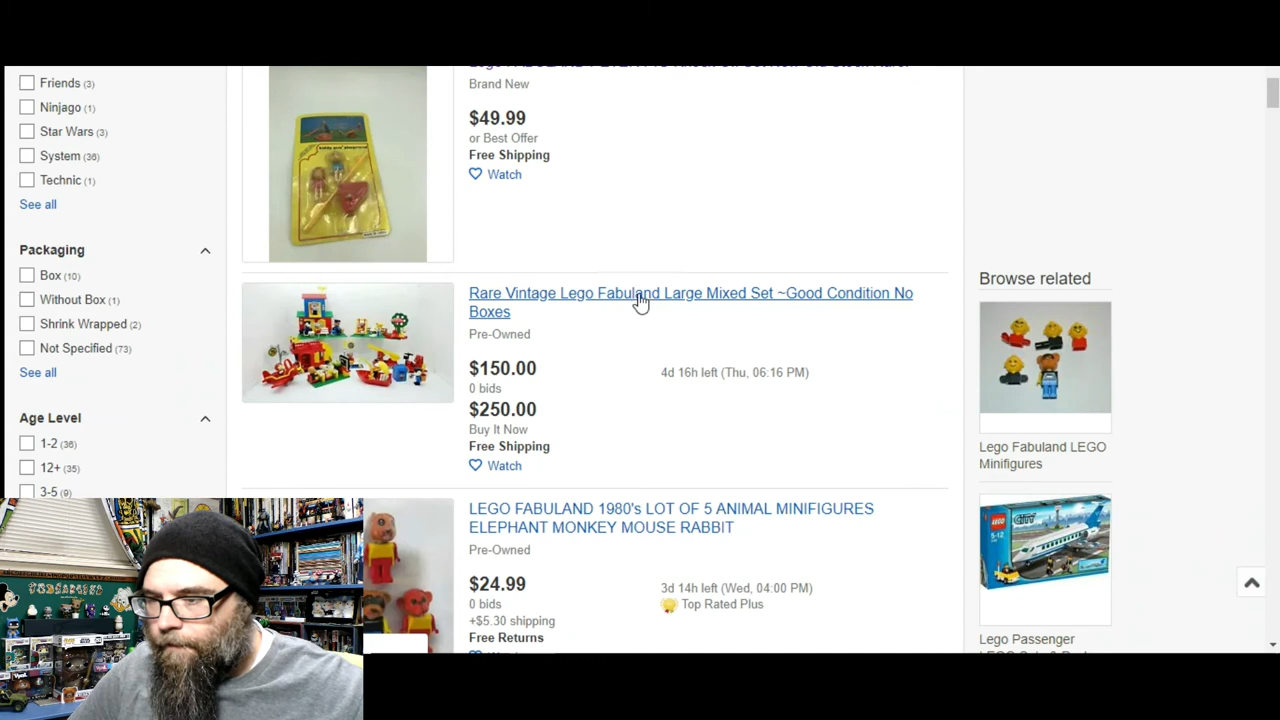 Friends (3)
Ninjago (1)
Star Wars (3)
System (36)
Technic (1)
See all
Packaging
Box (10)
Without Box (1)
Shrink Wrapped (2)
Not Specified (73)
See all
Age Level
1-2 (36)
12+ (35)
3-5 (9)
Brand New
$49.99
or Best Offer
Free Shipping
Watch
Rare Vintage Lego Fabuland Large Mixed Set ~Good Condition No
Boxes
Pre-Owned
$150.00
4d 16h left (Thu, 06:16 PM)
0 bids
$250.00
Buy It Now
Free Shipping
Watch
LEGO FABULAND 1980's LOT OF 5 ANIMAL MINIFIGURES
ELEPHANT MONKEY MOUSE RABBIT
Pre-Owned
$24.99
3d 14h left (Wed, 04:00 PM)
0 bids
Top Rated Plus
+$5.30 shipping
Free Returns
Browse related
Lego Fabuland LEGO
Minifigures
LEGO
CITY
5-12
Lego Passenger